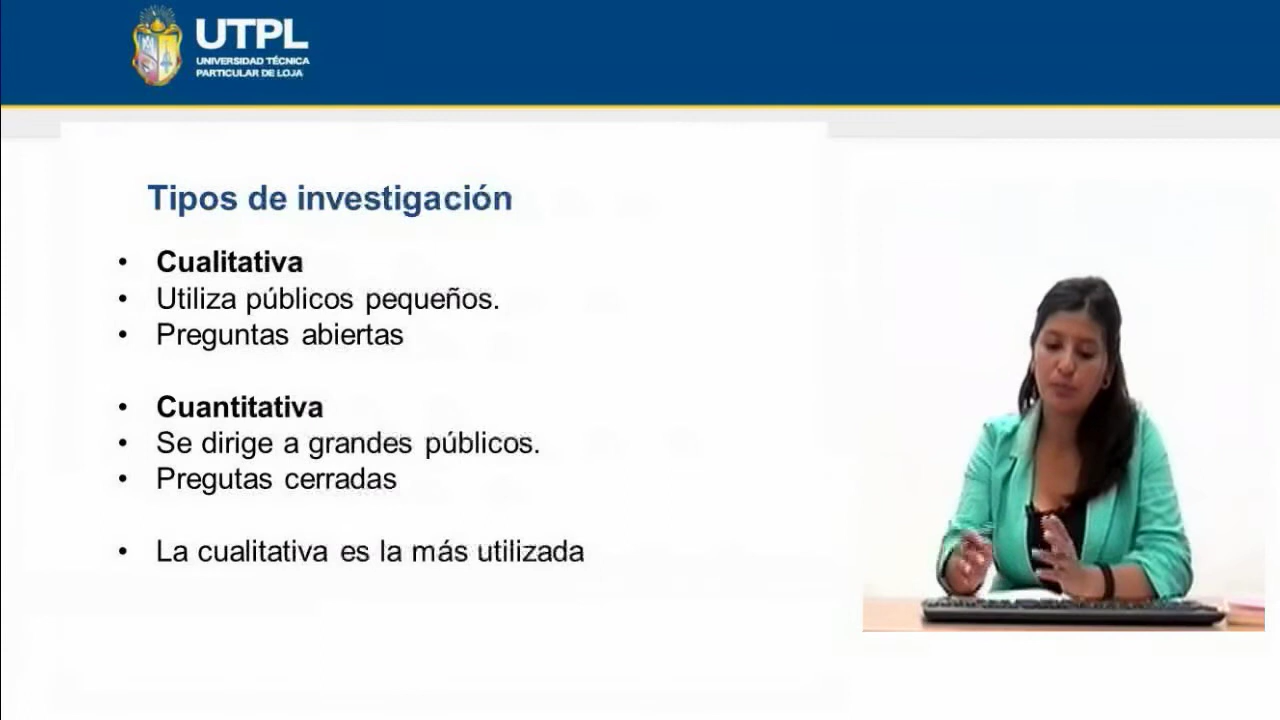 UTPL
UNIVERSIDAD TÉCNICA
PARTICULAR DE LOJA
Tipos de investigación
• Cualitativa
• Utiliza públicos pequeños.
• Preguntas abiertas
• Cuantitativa
• Se dirige a grandes públicos.
• Pregutas cerradas
• La cualitativa es la más utilizada